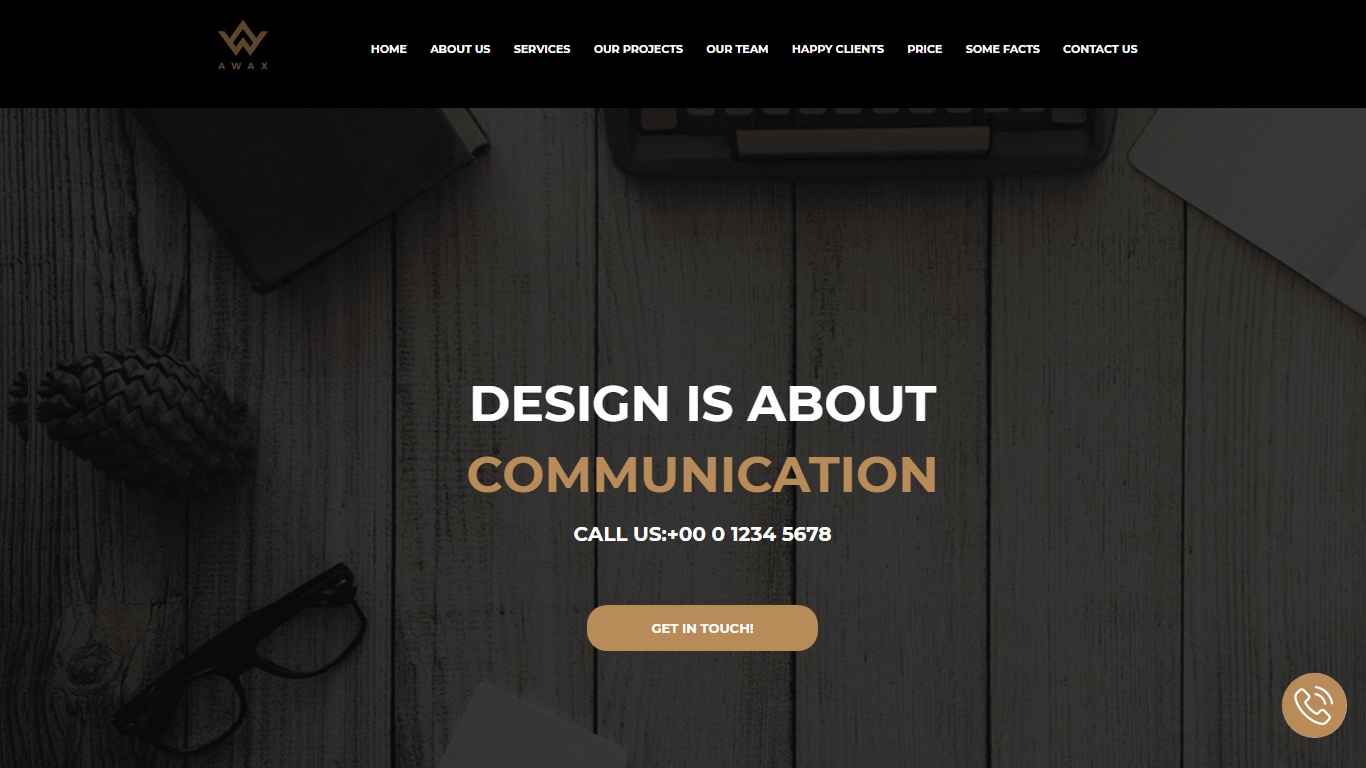 AWAX
HOME ABOUT US SERVICES OUR PROJECTS OUR TEAM HAPPY CLIENTS PRICE SOME FACTS CONTACT US
DESIGN IS ABOUT
COMMUNICATION
CALL US:+00 0 1234 5678
GET IN TOUCH!